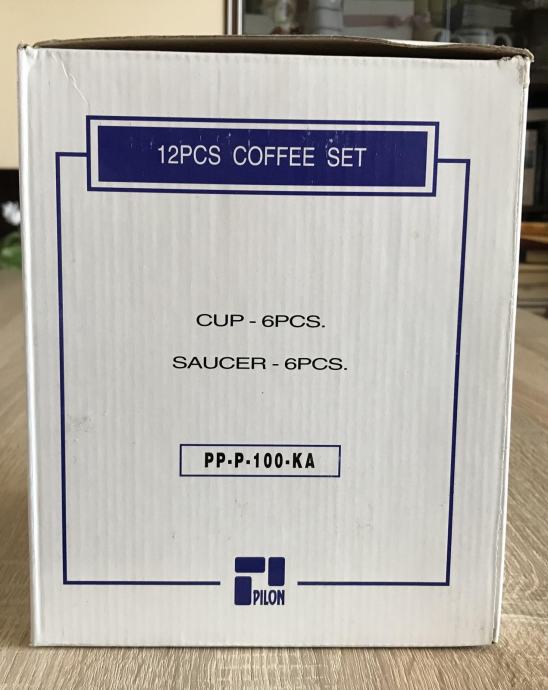 12PCS COFFEE SET
CUP - 6PCS.
SAUCER - 6PCS.
PP-P-100-KA
PILON